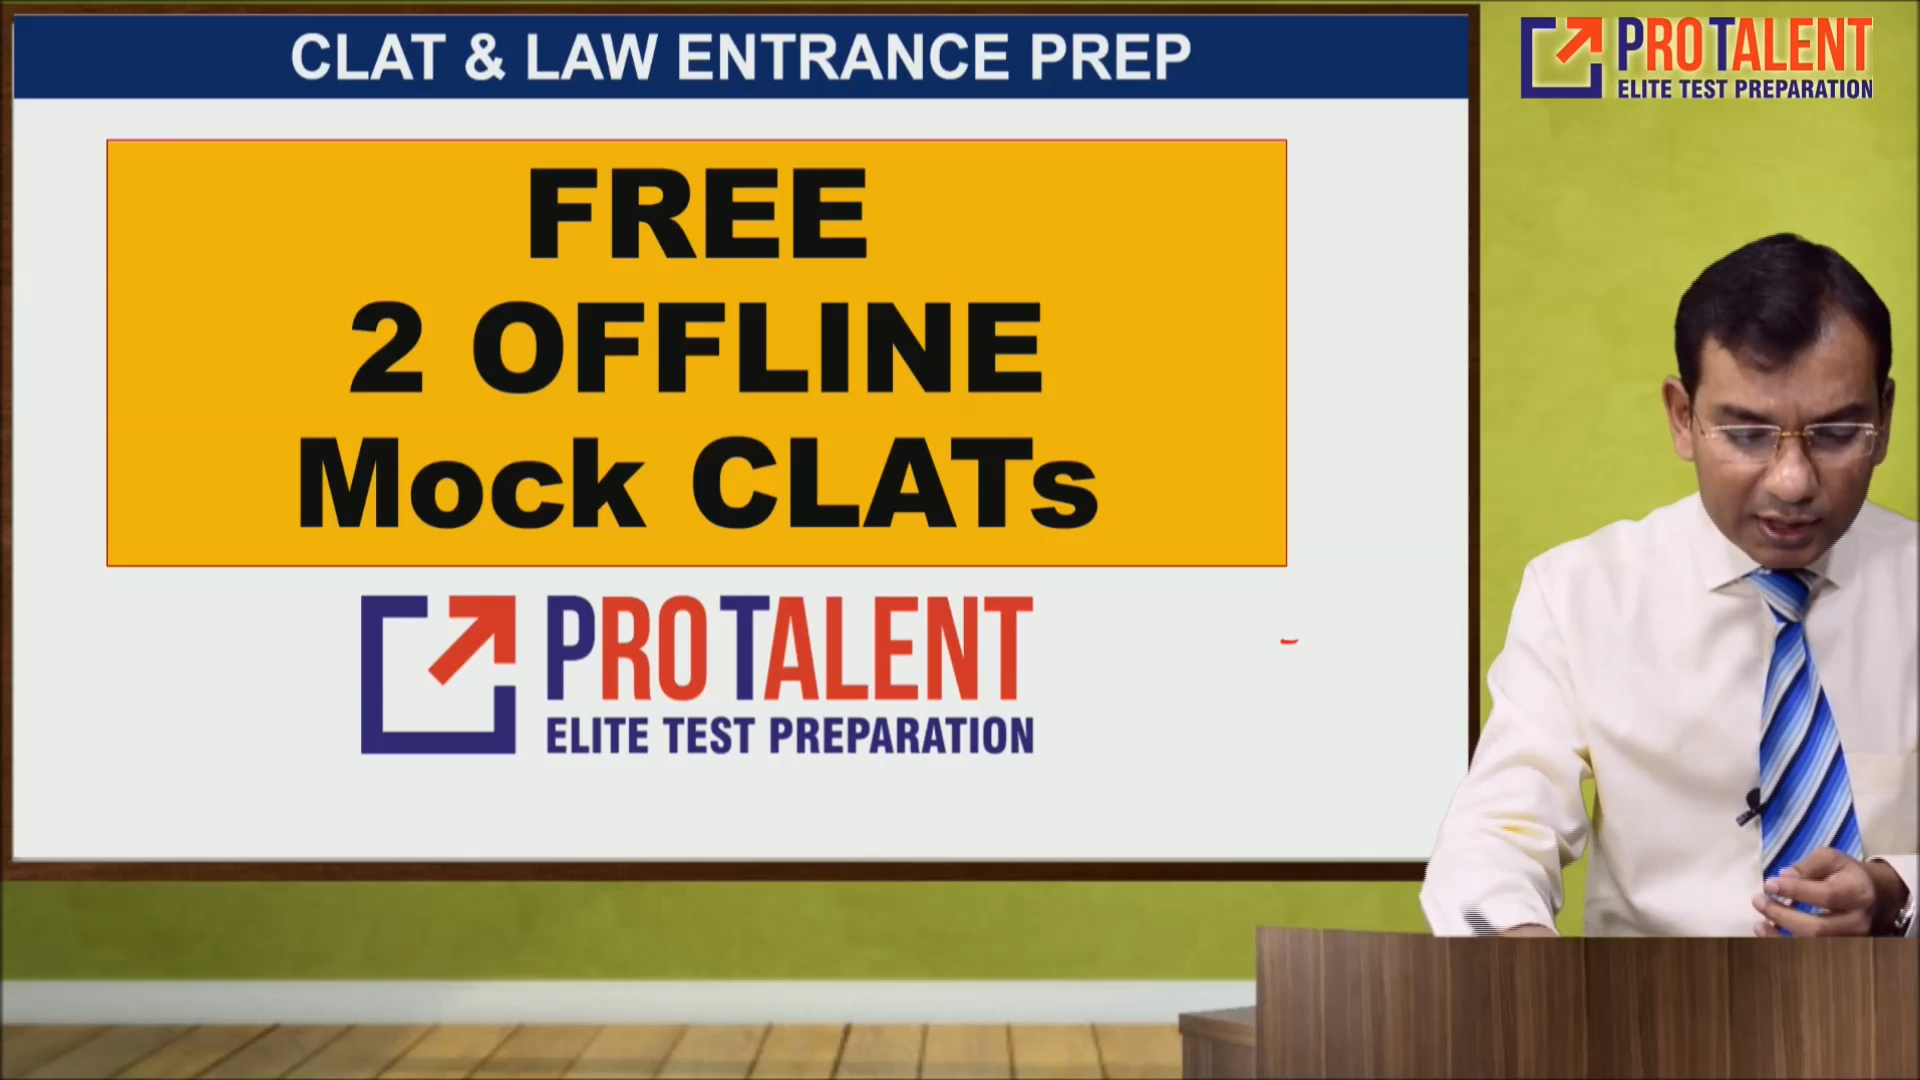 CLAT & LAW ENTRANCE PREP
FREE
2 OFFLINE
Mock CLATs
PROTALENT
ELITE TEST PREPARATION
PROTALENT
ELITE TEST PREPARATION